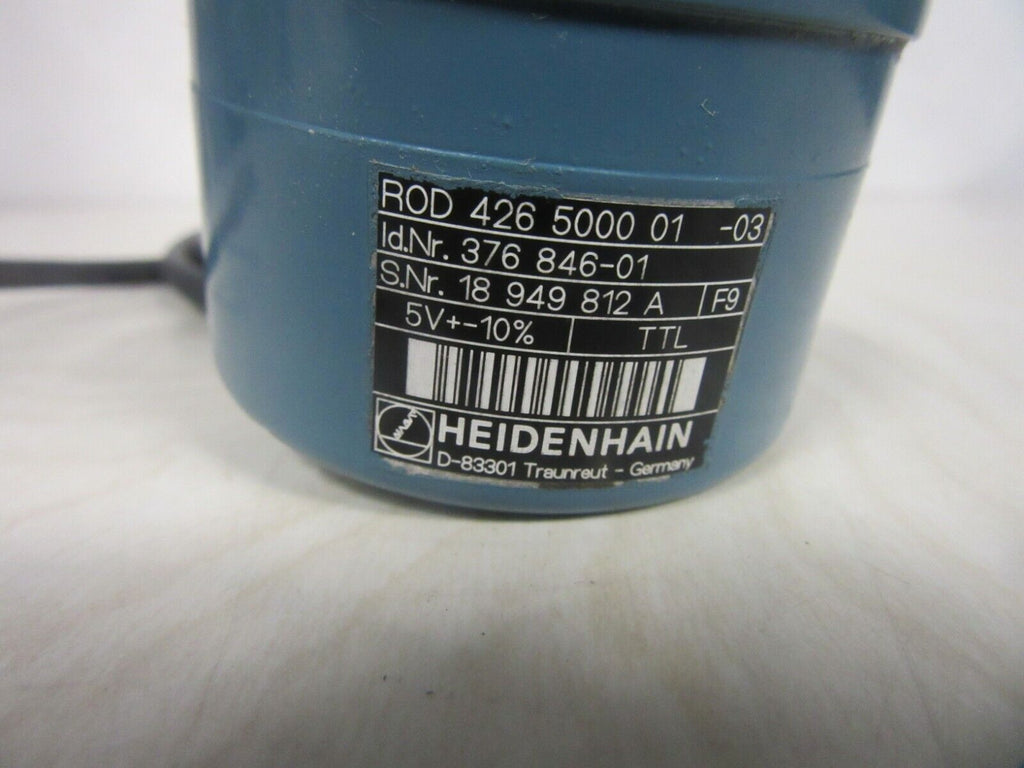 ROD 426 5000 01 -03
Id.Nr. 376 846-01
S.Nr. 18 949 812 A F9
5V+-10% TTL
HEIDENHAIN
D-83301 Traunreut - Germany